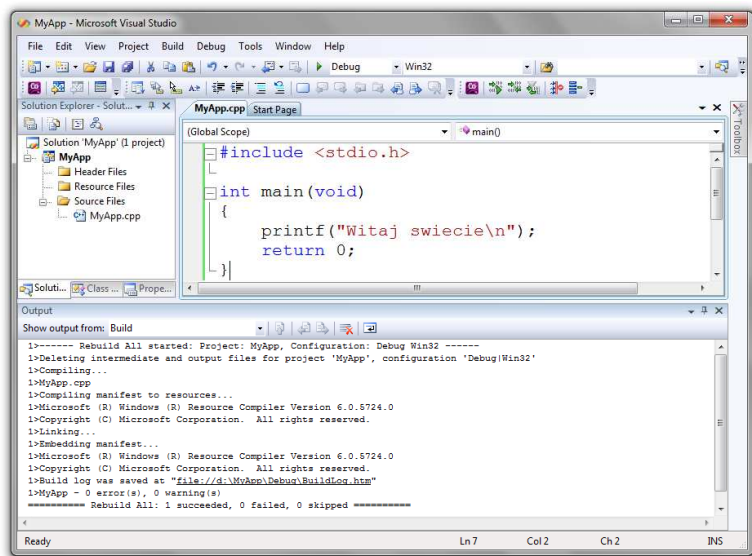 MyApp - Microsoft Visual Studio
File Edit View Project Build Debug Tools Window Help
Debug Win32
Solution Explorer - Solut...
MyApp.cpp Start Page
Toolbox
(Global Scope) main()
Solution 'MyApp' (1 project)
MyApp
Header Files
Resource Files
Source Files
MyApp.cpp
#include <stdio.h>
int main(void)
{
printf("Witaj swiecie\n");
return 0;
}
Soluti... Class ... Prope...
Output
Show output from: Build
1>------ Rebuild All started: Project: MyApp, Configuration: Debug Win32 ------
1>Deleting intermediate and output files for project 'MyApp', configuration 'Debug|Win32'
1>Compiling...
1>MyApp.cpp
1>Compiling manifest to resources...
1>Microsoft (R) Windows (R) Resource Compiler Version 6.0.5724.0
1>Copyright (C) Microsoft Corporation.  All rights reserved.
1>Linking...
1>Embedding manifest...
1>Microsoft (R) Windows (R) Resource Compiler Version 6.0.5724.0
1>Copyright (C) Microsoft Corporation.  All rights reserved.
1>Build log was saved at "file://d:\MyApp\Debug\BuildLog.htm"
1>MyApp - 0 error(s), 0 warning(s)
========== Rebuild All: 1 succeeded, 0 failed, 0 skipped ==========
Ready Ln 7 Col 2 Ch 2 INS